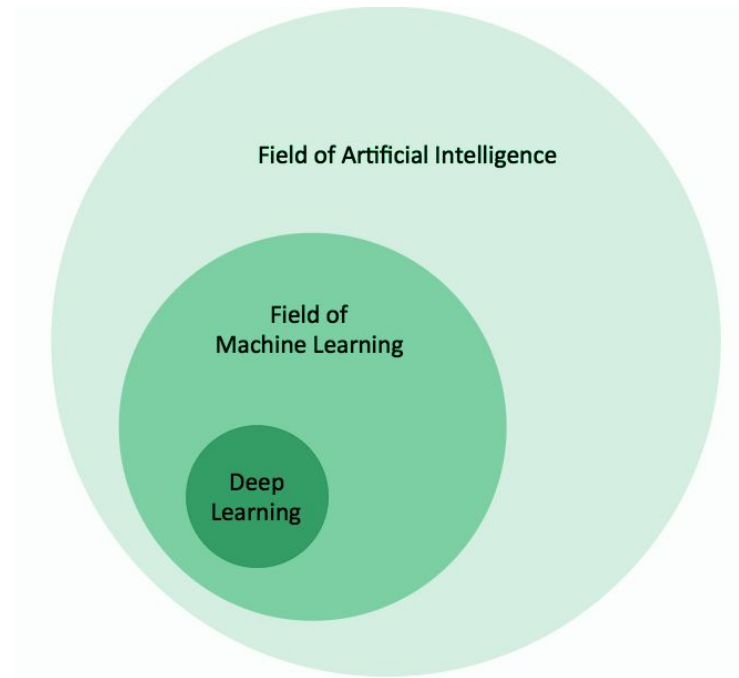 Field of Artificial Intelligence
Field of
Machine Learning
Deep
Learning